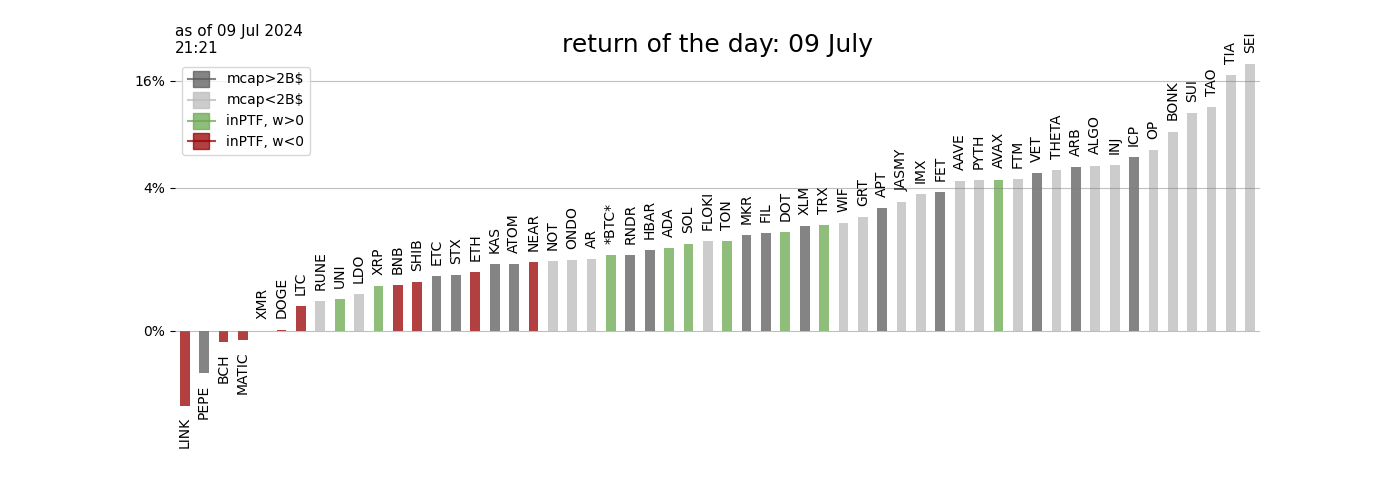 as of 09 Jul 2024
21:21
return of the day: 09 July
mcap>2B$
mcap<2B$
inPTF, w>0
inPTF, w<0
16%
4%
0%
LINK
PEPE
BCH
MATIC
XMR
DOGE
LTC
RUNE
UNI
LDO
XRP
BNB
SHIB
ETC
STX
ETH
KAS
ATOM
NEAR
NOT
ONDO
AR
*BTC*
RNDR
HBAR
ADA
SOL
FLOKI
TON
MKR
FIL
DOT
XLM
TRX
WIF
GRT
APT
JASMY
IMX
FET
AAVE
PYTH
AVAX
FTM
VET
THETA
ARB
ALGO
INJ
ICP
OP
BONK
SUI
TAO
TIA
SEI